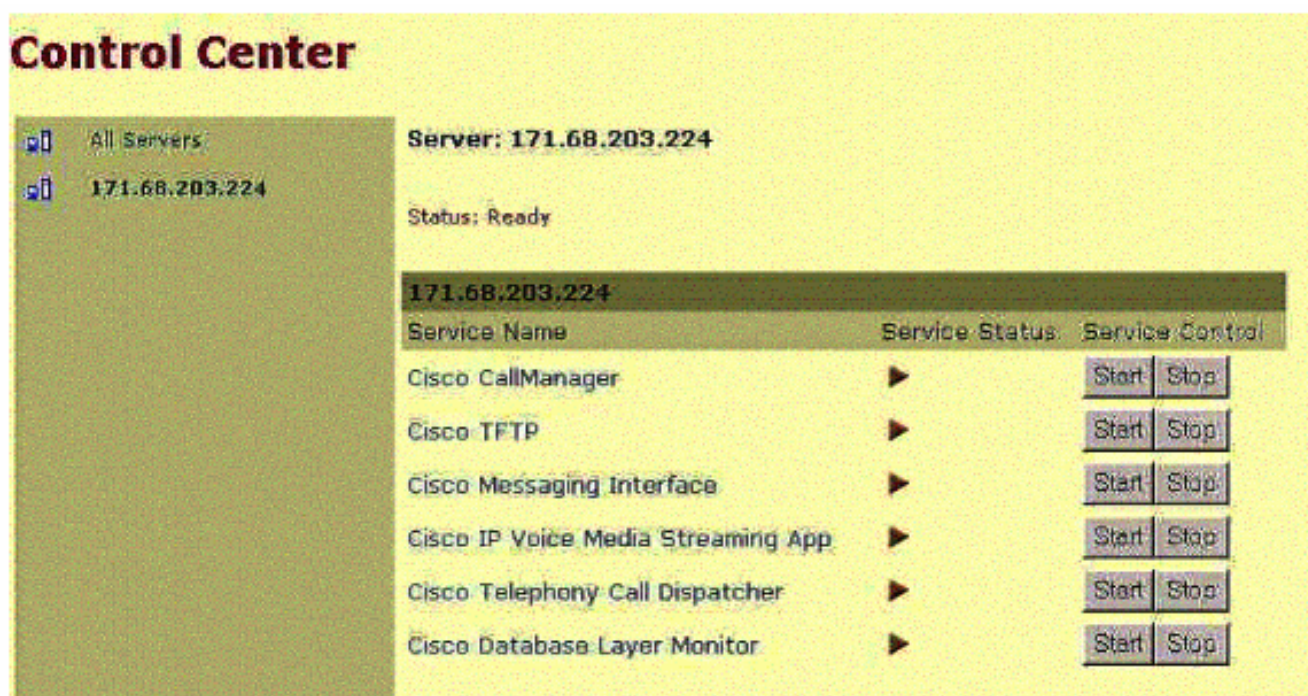 Control Center
All Servers
171.68.203.224
Server: 171.68.203.224
Status: Ready
171.68.203.224
Service Name Service Status Service Control
Cisco CallManager Start Stop
Cisco TFTP Start Stop
Cisco Messaging Interface Start Stop
Cisco IP Voice Media Streaming App Start Stop
Cisco Telephony Call Dispatcher Start Stop
Cisco Database Layer Monitor Start Stop